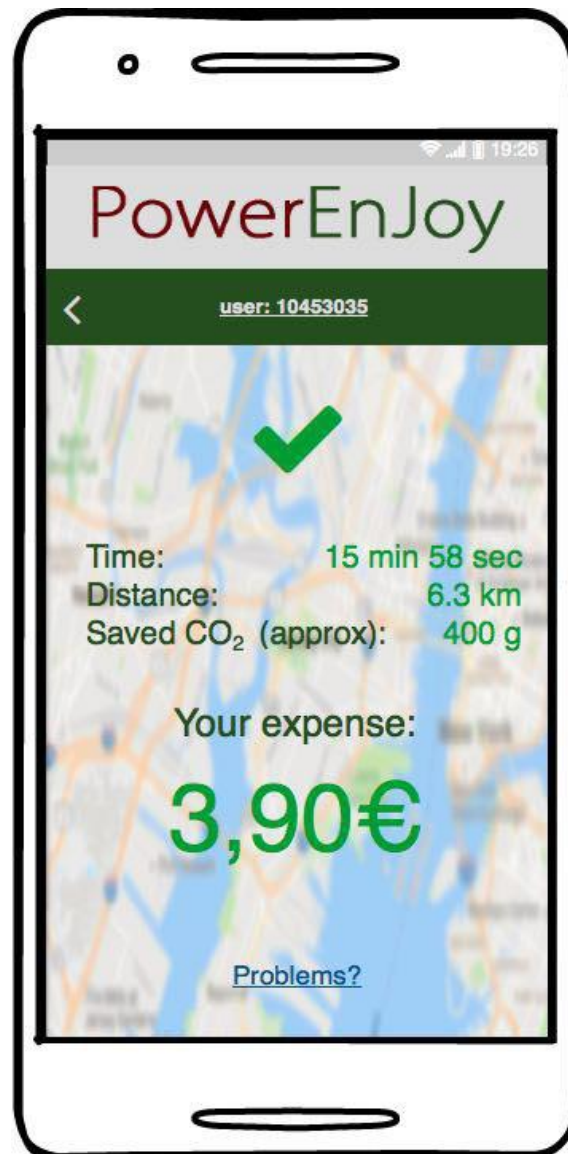 19:26
PowerEnJoy
user: 10453035
Time: 15 min 58 sec
Distance: 6.3 km
Saved CO₂ (approx): 400 g
Your expense:
3,90€
Problems?